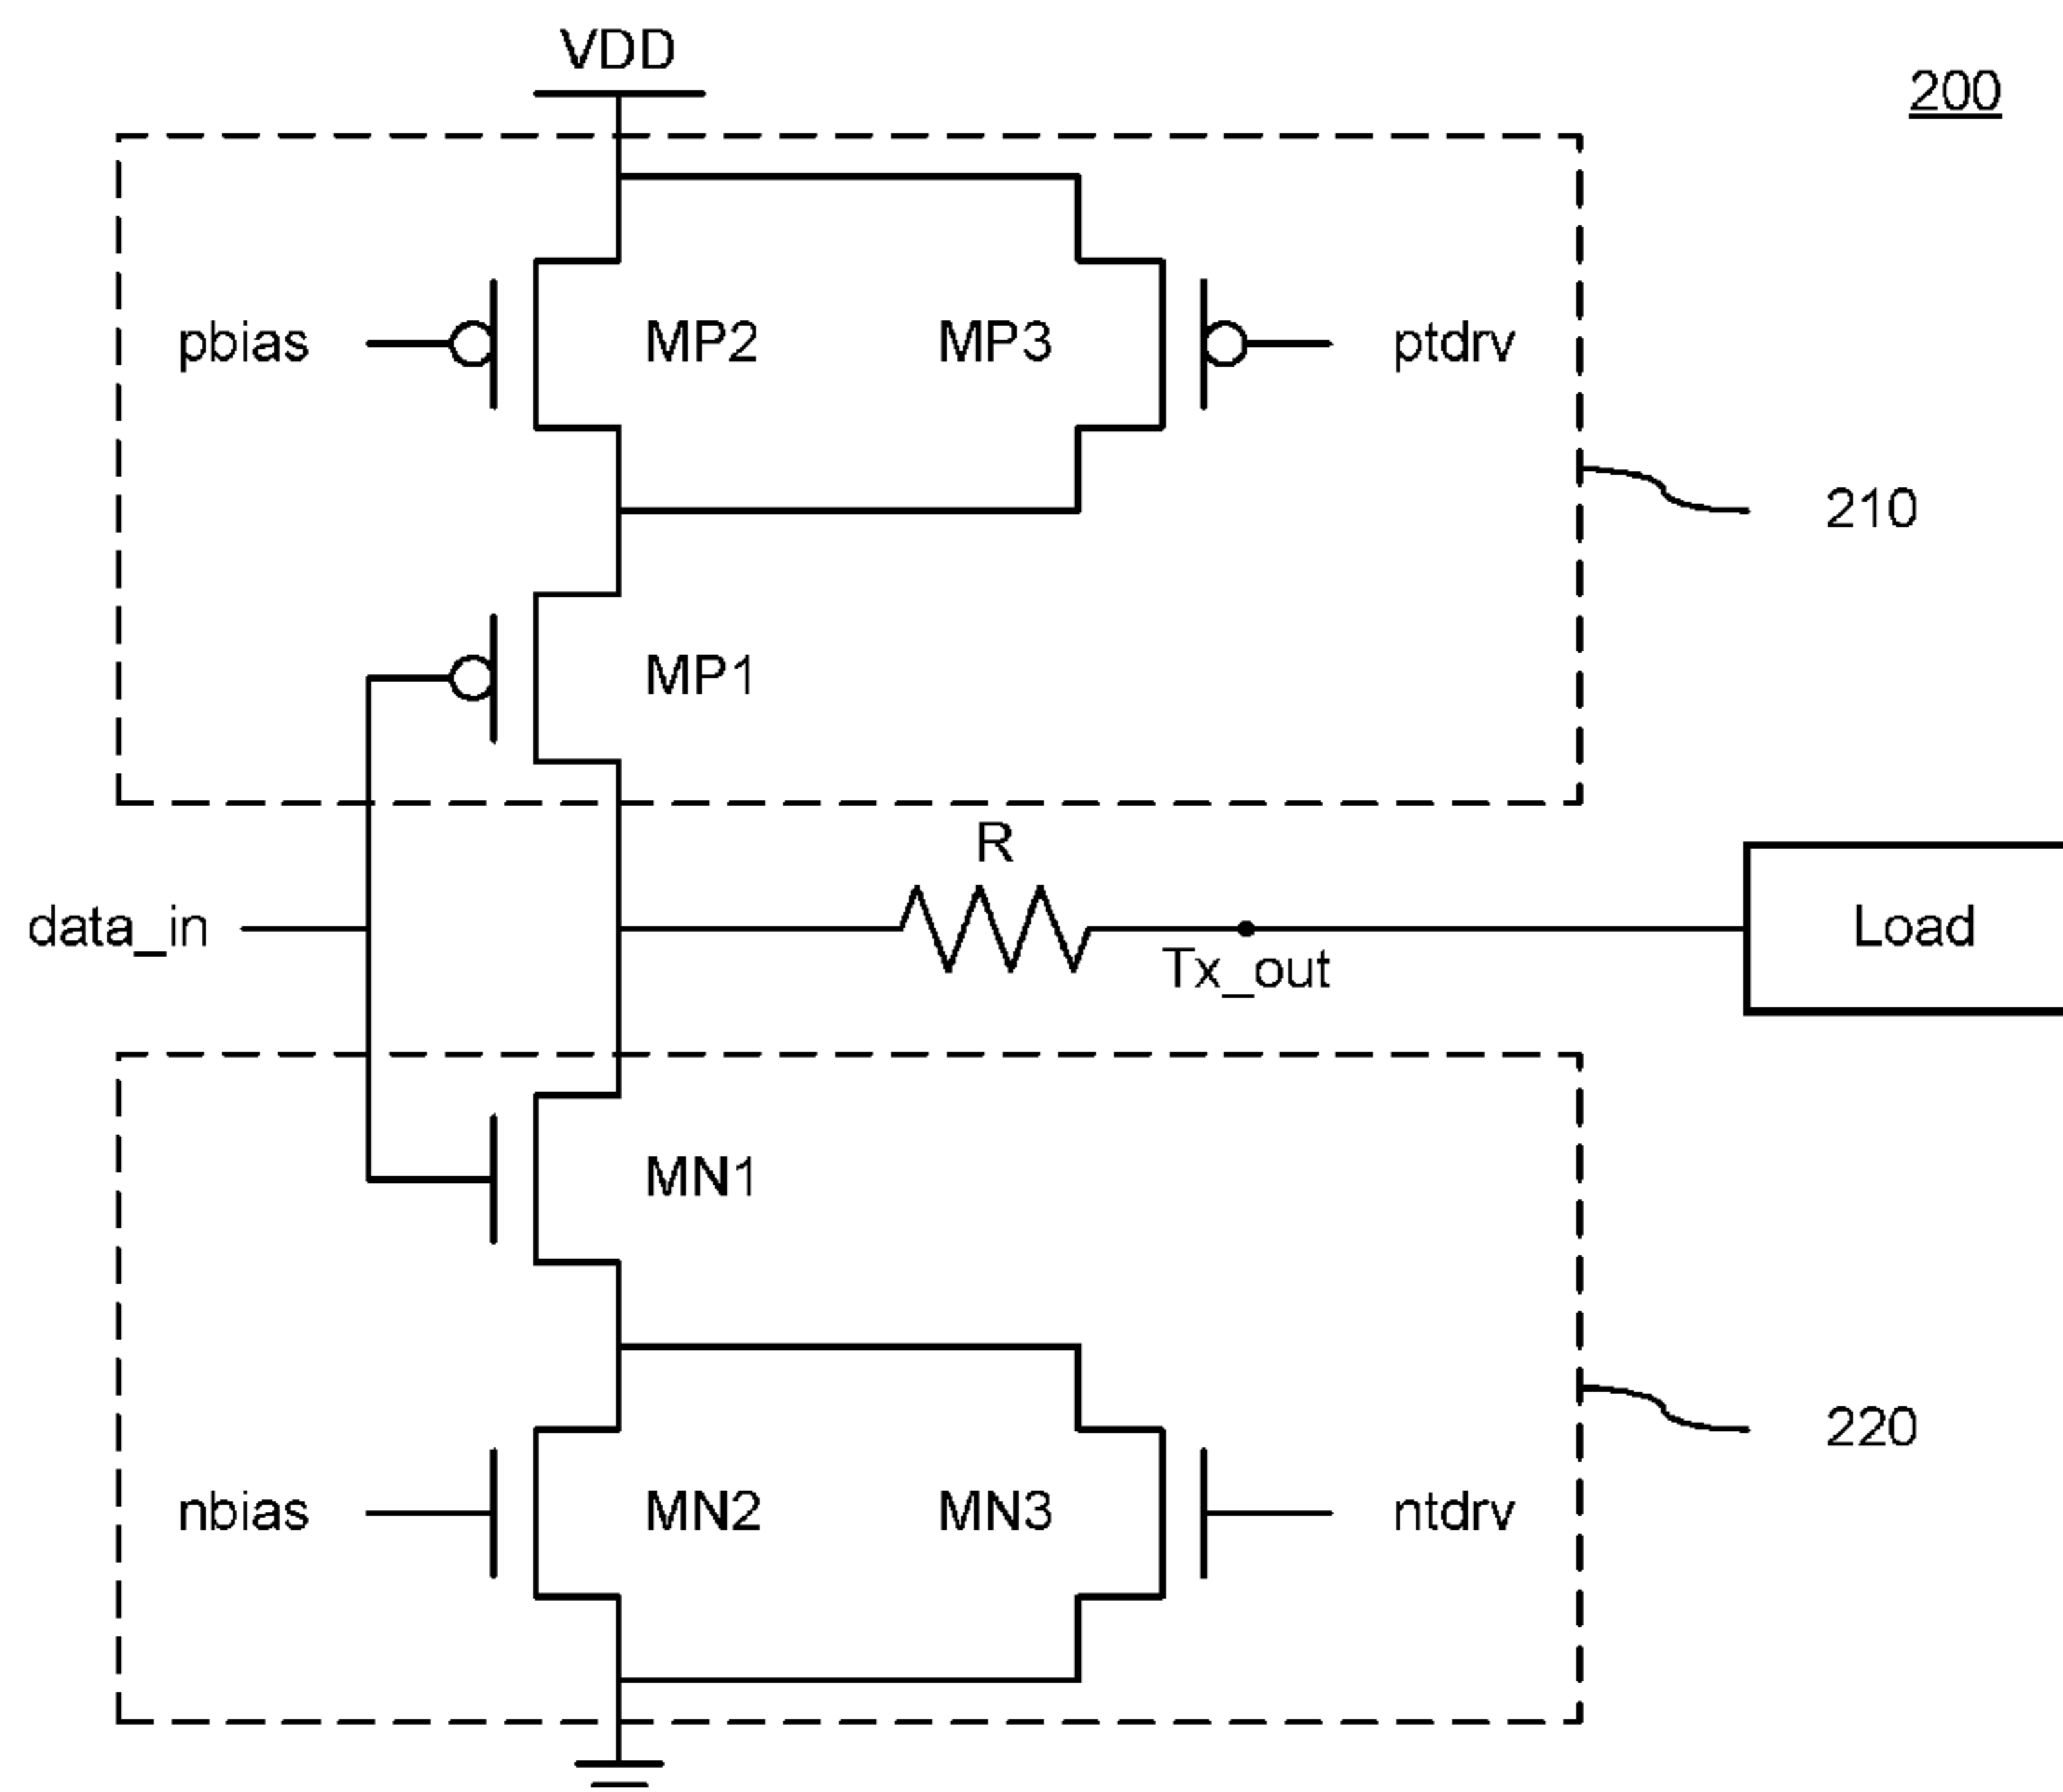 VDD
200
pbias
MP2
MP3
ptdrv
210
MP1
R
data_in
Tx_out
Load
MN1
220
nbias
MN2
MN3
ntdrv